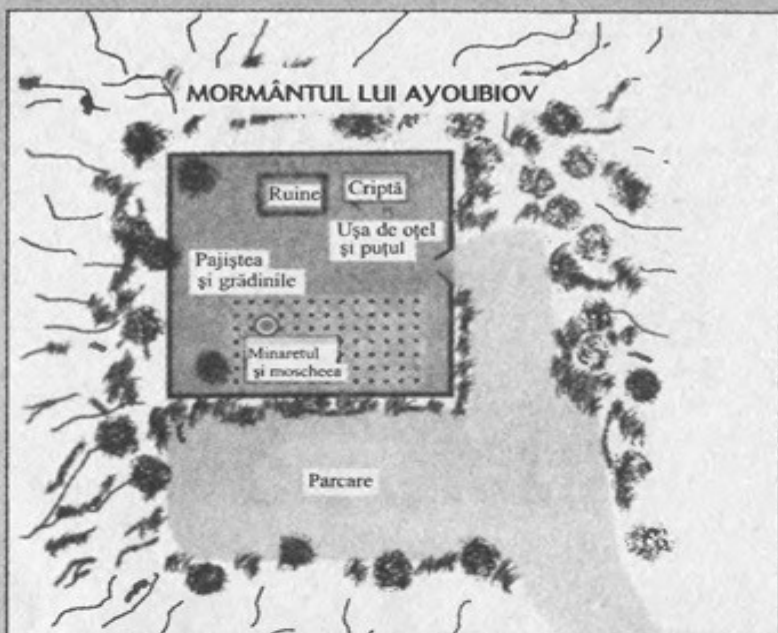 MORMÂNTUL LUI AYOUBIOV
Ruine
Criptă
Ușa de oțel
și puțul
Pajiștea
și grădinile
Minaretul
și moscheea
Parcare